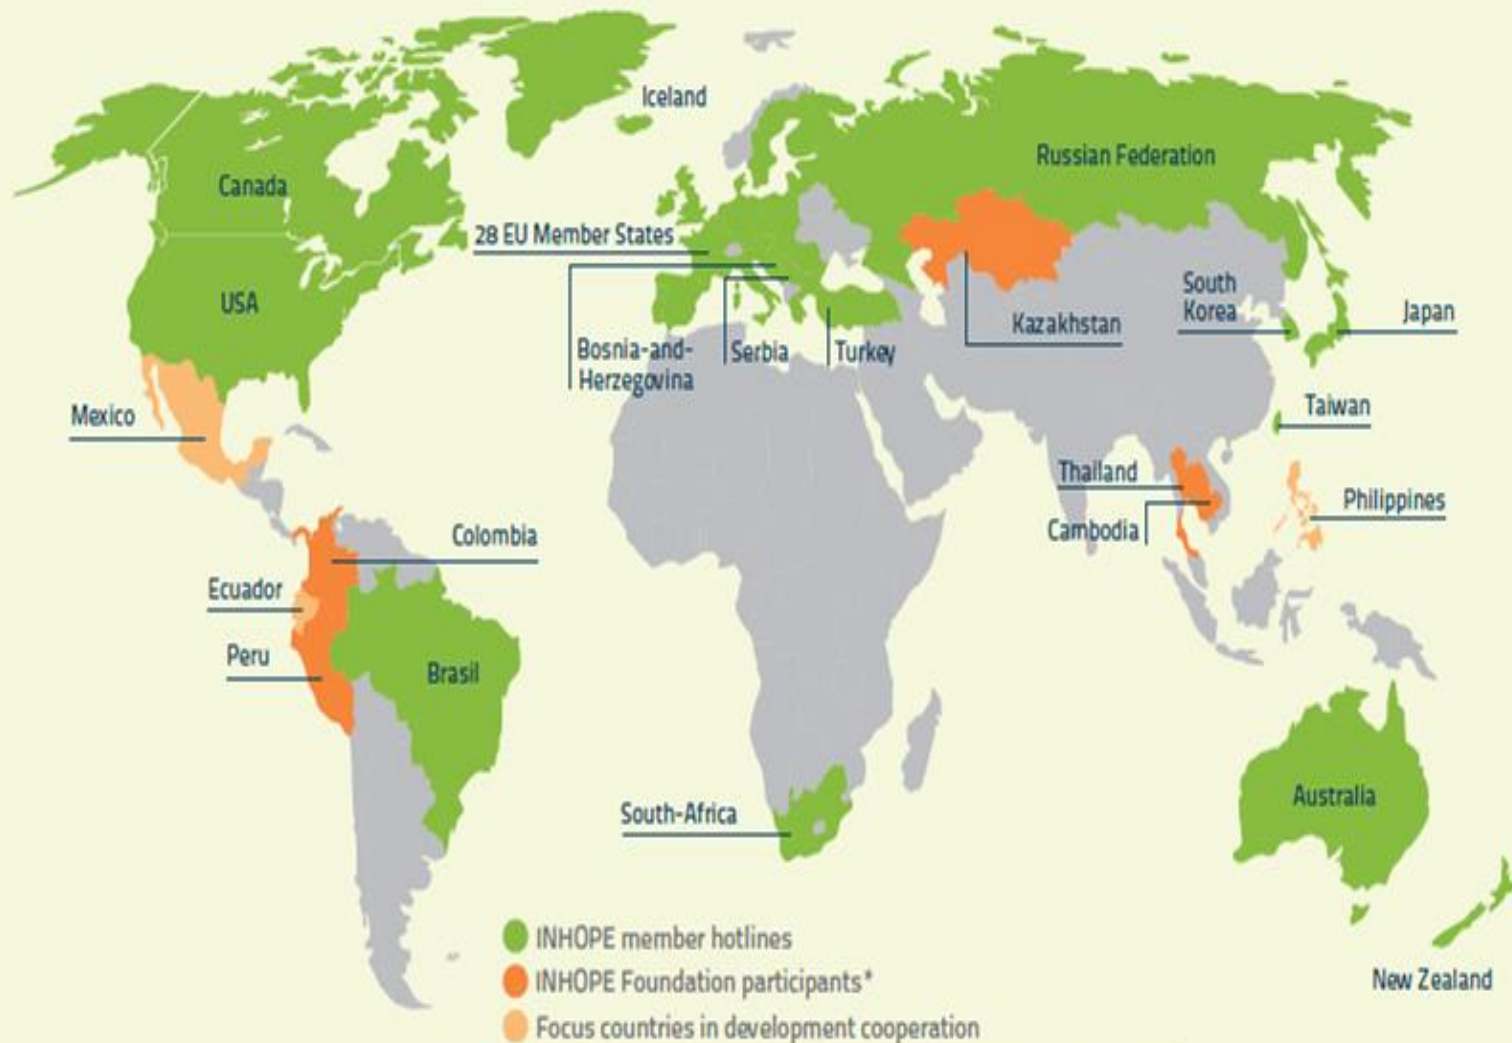 Iceland
Canada
Russian Federation
28 EU Member States
USA
South
Korea
Japan
Kazakhstan
Bosnia-and-
Herzegovina
Serbia
Turkey
Mexico
Taiwan
Thailand
Philippines
Cambodia
Colombia
Ecuador
Peru
Brasil
South-Africa
Australia
New Zealand
INHOPE member hotlines
INHOPE Foundation participants*
Focus countries in development cooperation